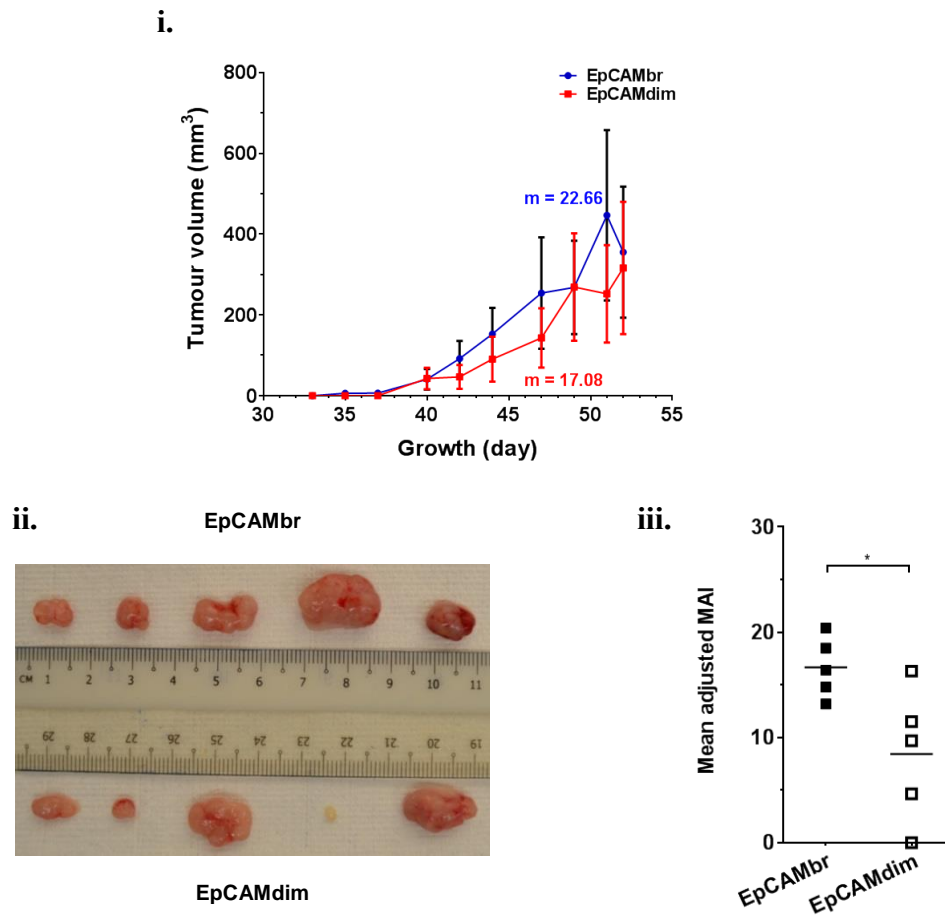 i.
800
600
400
200
0
Tumour volume (mm³)
EpCAMbr
EpCAMdim
m = 22.66
m = 17.08
30 35 40 45 50 55
Growth (day)
ii.
EpCAMbr
CM 1 2 3 4 5 6 7 8 9 10 11
29 28 27 26 25 24 23 22 21 20 19
EpCAMdim
iii.
30
20
10
0
Mean adjusted MAI
*
EpCAMbr
EpCAMdim